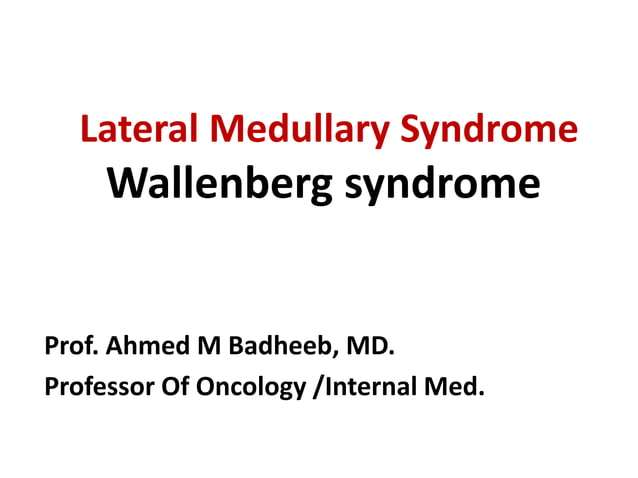 Lateral Medullary Syndrome
Wallenberg syndrome
Prof. Ahmed M Badheeb, MD.
Professor Of Oncology /Internal Med.